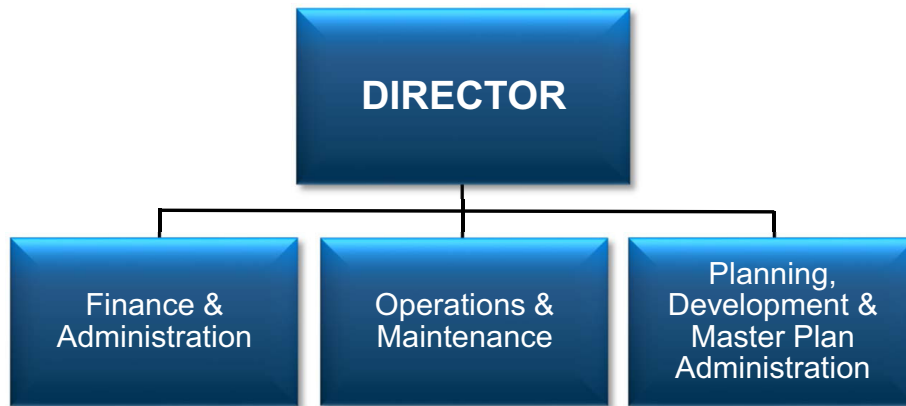 DIRECTOR
Finance &
Administration
Operations &
Maintenance
Planning,
Development &
Master Plan
Administration